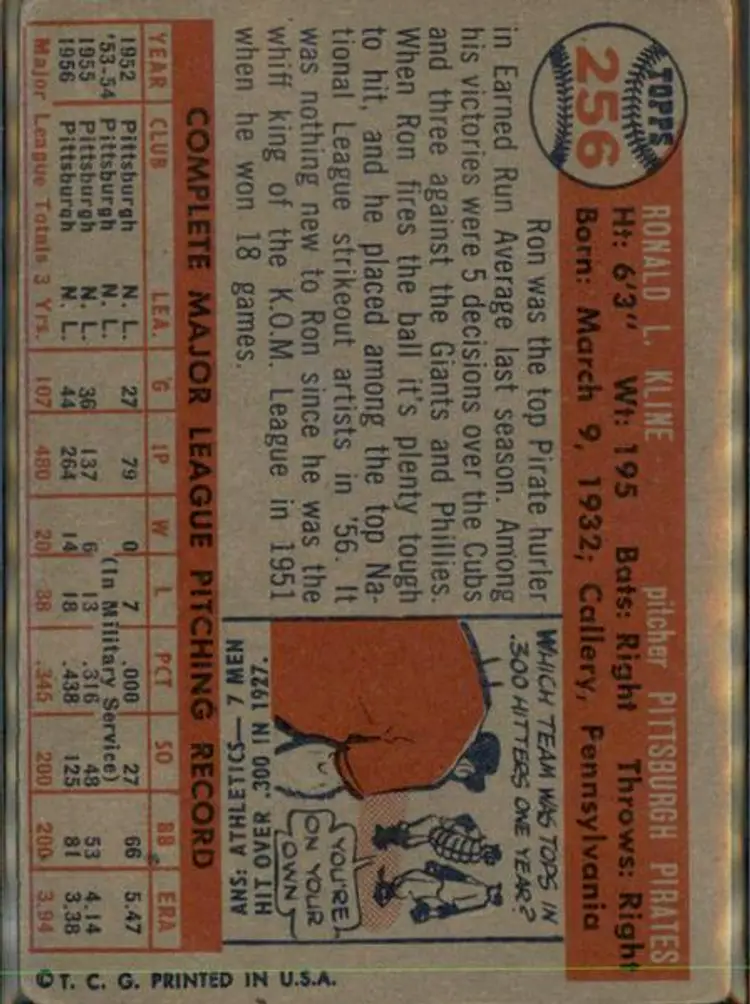 TOPPS
256
RONALD L. KLINE pitcher PITTSBURGH PIRATES
Ht: 6'3" Wt: 195 Bats: Right Throws: Right
Born: March 9, 1932; Callery, Pennsylvania
Ron was the top Pirate hurler
in Earned Run Average last season. Among
his victories were 5 decisions over the Cubs
and three against the Giants and Phillies.
When Ron fires the ball it's plenty tough
to hit, and he placed among the top Na-
tional League strikeout artists in '56. It
was nothing new to Ron since he was the
whiff king of the K.O.M. League in 1951
when he won 18 games.
WHICH TEAM WAS TOPS IN
.300 HITTERS ONE YEAR?
YOU'RE
ON YOUR
OWN
ANS: ATHLETICS— 7 MEN
HIT OVER .300 IN 1927.
COMPLETE MAJOR LEAGUE PITCHING RECORD
YEAR CLUB LEA. G IP W L PCT SO BB ERA
1952 Pittsburgh N. L. 27 79 0 7 .000 27 66 5.47
'53-54 Pittsburgh N. L. (In Military Service)
1955 Pittsburgh N. L. 36 137 6 13 .316 48 53 4.14
1956 Pittsburgh N. L. 44 264 14 18 .438 125 81 3.38
Major League Totals 3 Yrs. 107 480 20 38 .345 200 200 3.94
© T. C. G. PRINTED IN U.S.A.